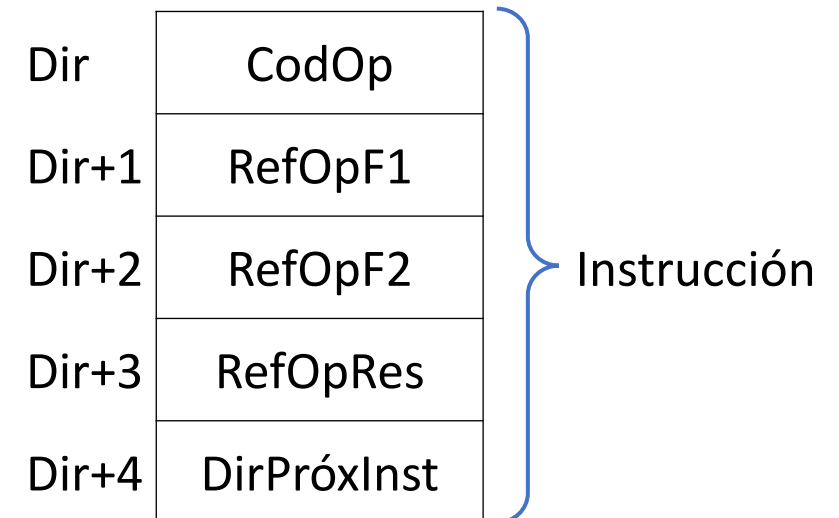 Dir CodOp
Dir+1 RefOpF1
Dir+2 RefOpF2 Instrucción
Dir+3 RefOpRes
Dir+4 DirPróxInst